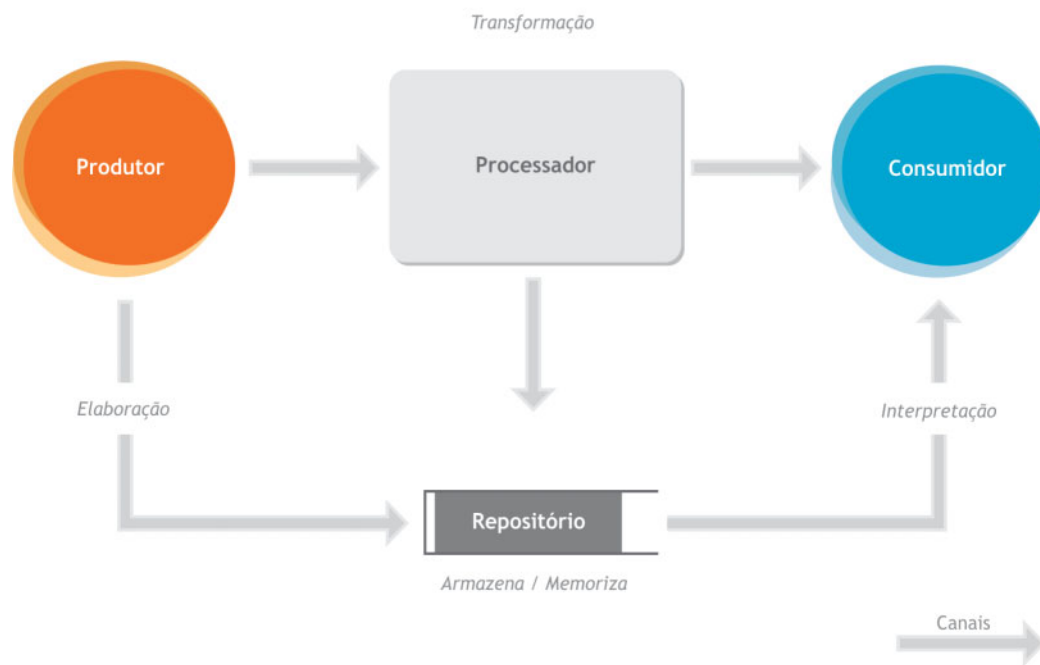 Transformação
Produtor
Processador
Consumidor
Elaboração
Interpretação
Repositório
Armazena / Memoriza
Canais